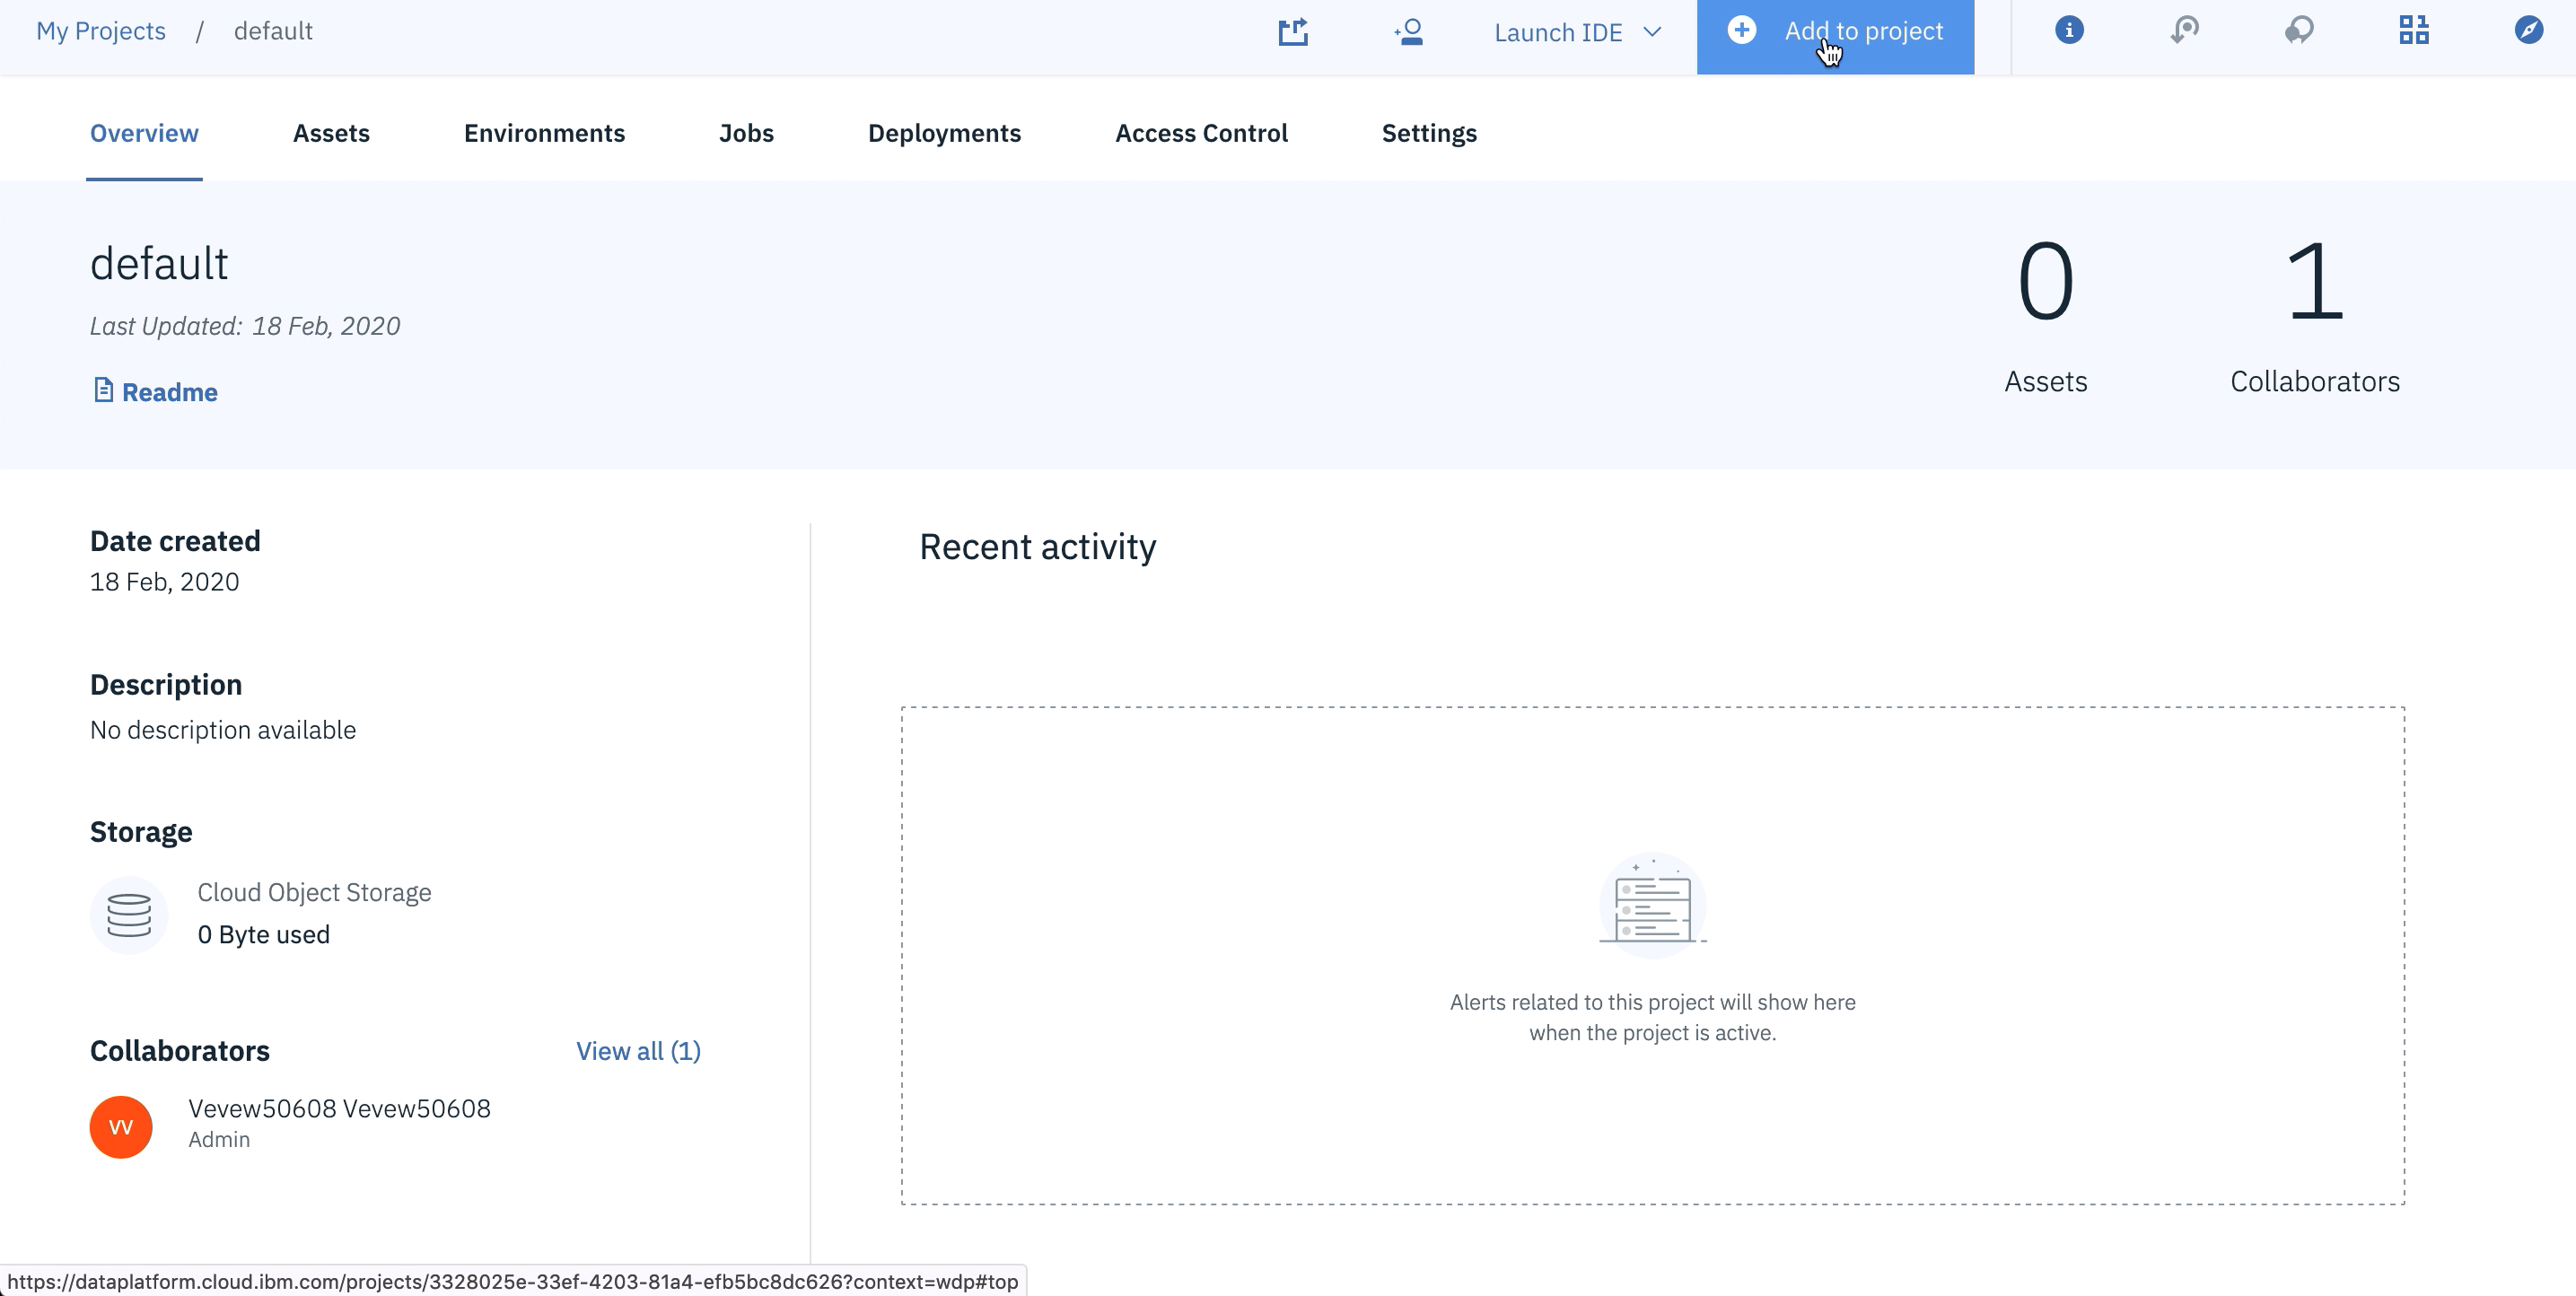 My Projects / default
Launch IDE
Add to project
Overview
Assets
Environments
Jobs
Deployments
Access Control
Settings
default
Last Updated: 18 Feb, 2020
Readme
0
Assets
1
Collaborators
Date created
18 Feb, 2020
Description
No description available
Storage
Cloud Object Storage
0 Byte used
Collaborators
View all (1)
VV
Vevew50608 Vevew50608
Admin
Recent activity
Alerts related to this project will show here
when the project is active.
https://dataplatform.cloud.ibm.com/projects/3328025e-33ef-4203-81a4-efb5bc8dc626?context=wdp#top